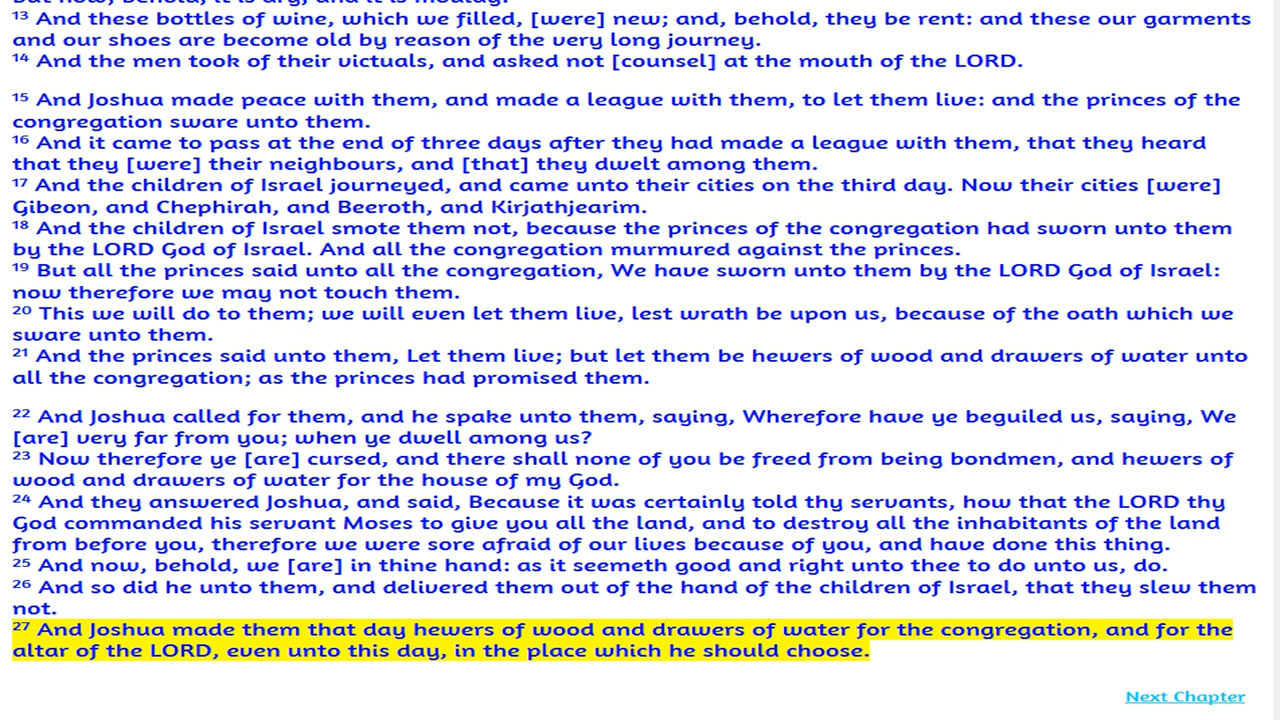 but now, behold, it is dry, and it is mouldy:
¹³ And these bottles of wine, which we filled, [were] new; and, behold, they be rent: and these our garments
and our shoes are become old by reason of the very long journey.
¹⁴ And the men took of their victuals, and asked not [counsel] at the mouth of the LORD.
¹⁵ And Joshua made peace with them, and made a league with them, to let them live: and the princes of the
congregation sware unto them.
¹⁶ And it came to pass at the end of three days after they had made a league with them, that they heard
that they [were] their neighbours, and [that] they dwelt among them.
¹⁷ And the children of Israel journeyed, and came unto their cities on the third day. Now their cities [were]
Gibeon, and Chephirah, and Beeroth, and Kirjathjearim.
¹⁸ And the children of Israel smote them not, because the princes of the congregation had sworn unto them
by the LORD God of Israel. And all the congregation murmured against the princes.
¹⁹ But all the princes said unto all the congregation, We have sworn unto them by the LORD God of Israel:
now therefore we may not touch them.
²⁰ This we will do to them; we will even let them live, lest wrath be upon us, because of the oath which we
sware unto them.
²¹ And the princes said unto them, Let them live; but let them be hewers of wood and drawers of water unto
all the congregation; as the princes had promised them.
²² And Joshua called for them, and he spake unto them, saying, Wherefore have ye beguiled us, saying, We
[are] very far from you; when ye dwell among us?
²³ Now therefore ye [are] cursed, and there shall none of you be freed from being bondmen, and hewers of
wood and drawers of water for the house of my God.
²⁴ And they answered Joshua, and said, Because it was certainly told thy servants, how that the LORD thy
God commanded his servant Moses to give you all the land, and to destroy all the inhabitants of the land
from before you, therefore we were sore afraid of our lives because of you, and have done this thing.
²⁵ And now, behold, we [are] in thine hand: as it seemeth good and right unto thee to do unto us, do.
²⁶ And so did he unto them, and delivered them out of the hand of the children of Israel, that they slew them
not.
²⁷ And Joshua made them that day hewers of wood and drawers of water for the congregation, and for the
altar of the LORD, even unto this day, in the place which he should choose.
Next Chapter